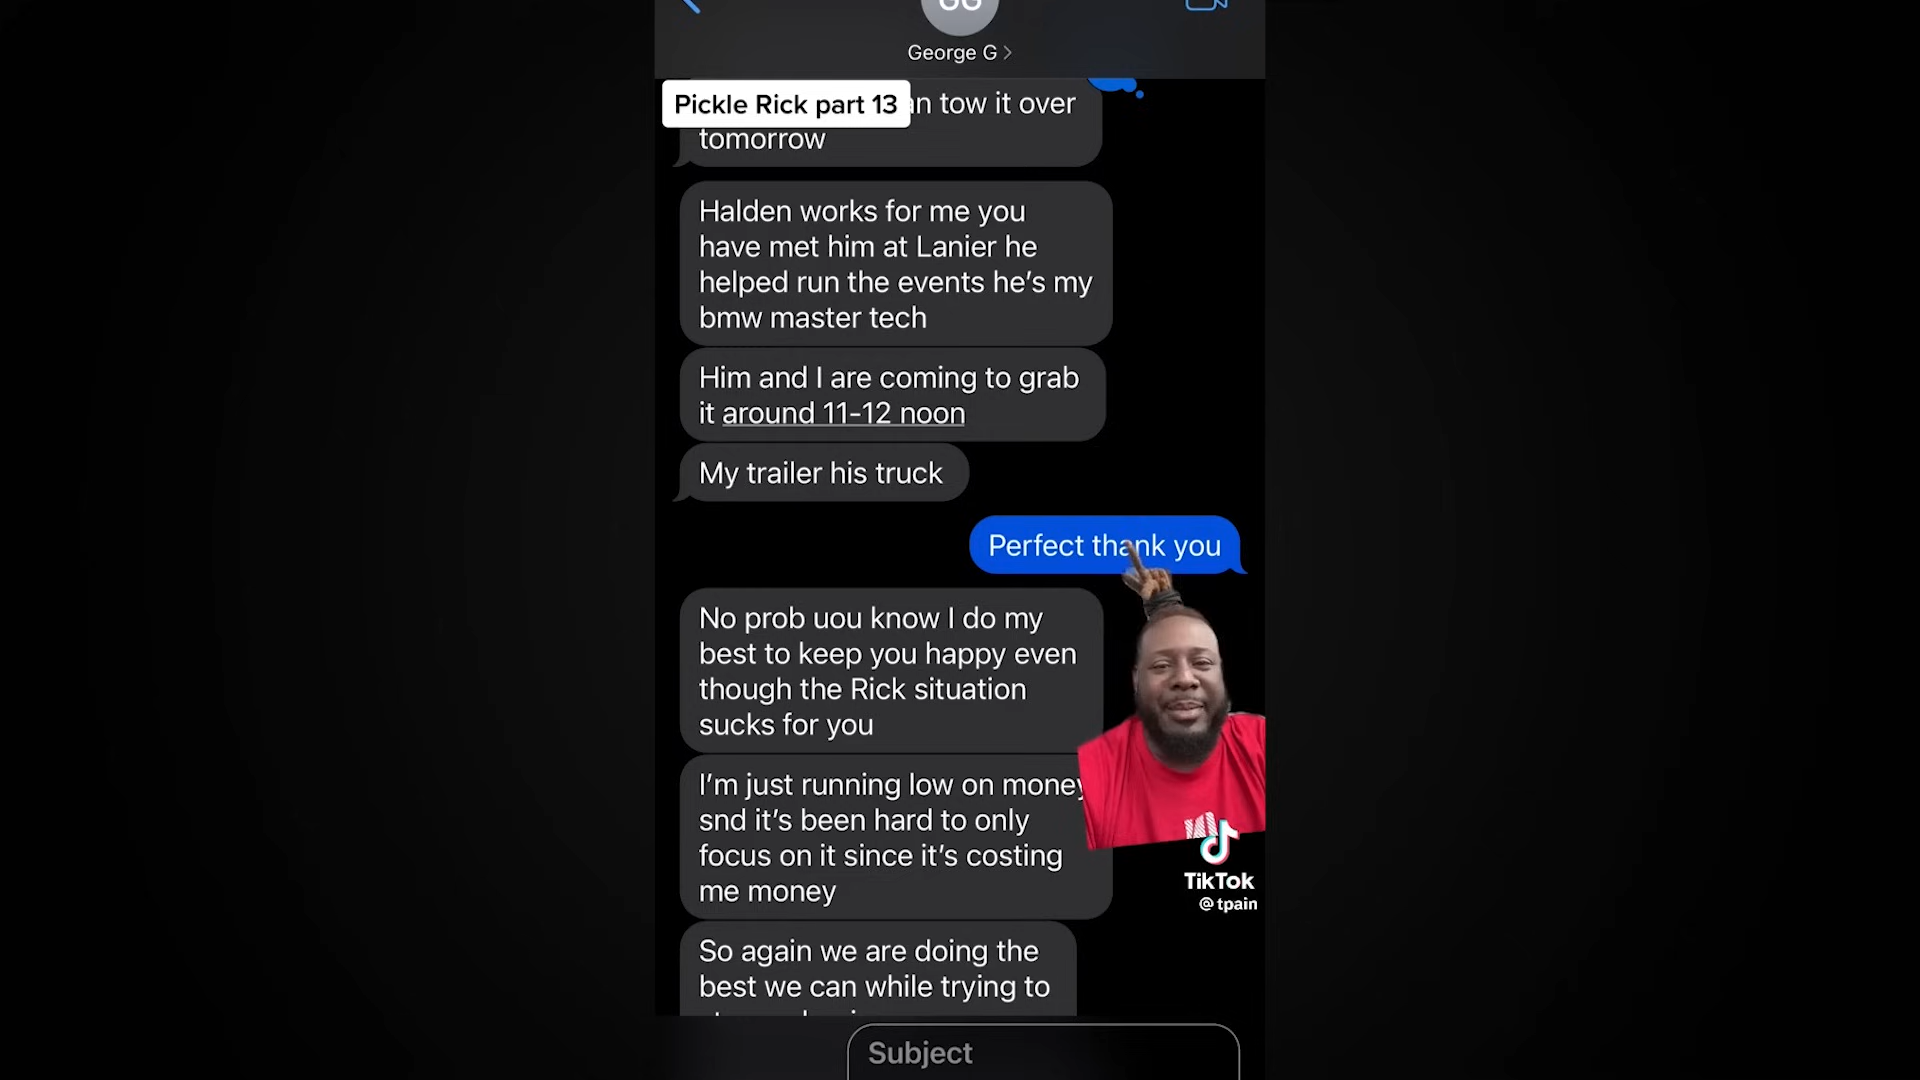 GG
George G >
Pickle Rick part 13
an tow it over
tomorrow
Halden works for me you
have met him at Lanier he
helped run the events he's my
bmw master tech
Him and I are coming to grab
it around 11-12 noon
My trailer his truck
Perfect thank you
No prob uou know I do my
best to keep you happy even
though the Rick situation
sucks for you
I'm just running low on money
snd it's been hard to only
focus on it since it's costing
me money
So again we are doing the
best we can while trying to
Subject
TikTok
@tpain